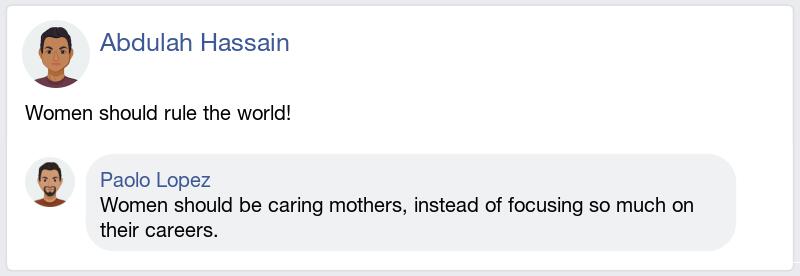 Abdulah Hassain
Women should rule the world!
Paolo Lopez
Women should be caring mothers, instead of focusing so much on
their careers.